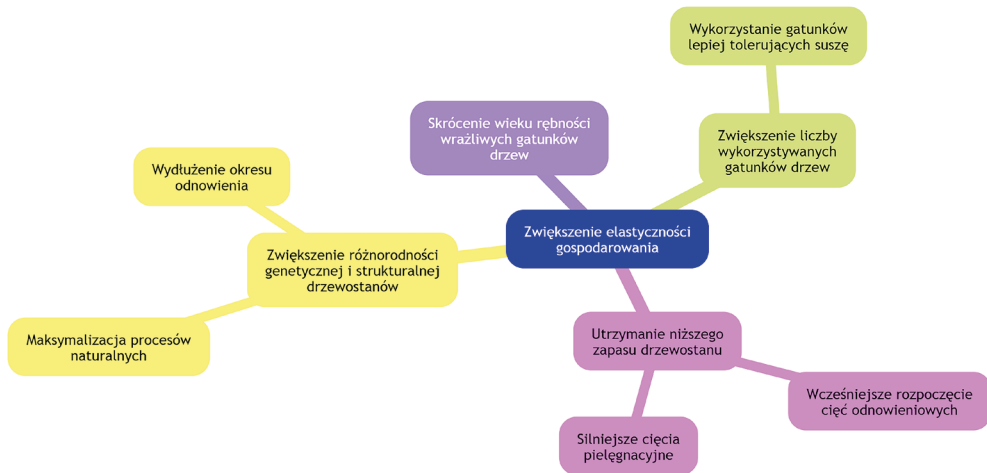 Wykorzystanie gatunków
lepiej tolerujących suszę
Skrócenie wieku rębności
wrażliwych gatunków
drzew
Zwiększenie liczby
wykorzystywanych
gatunków drzew
Wydłużenie okresu
odnowienia
Zwiększenie elastyczności
gospodarowania
Zwiększenie różnorodności
genetycznej i strukturalnej
drzewostanów
Maksymalizacja procesów
naturalnych
Utrzymanie niższego
zapasu drzewostanu
Wcześniejsze rozpoczęcie
cięć odnowieniowych
Silniejsze cięcia
pielęgnacyjne